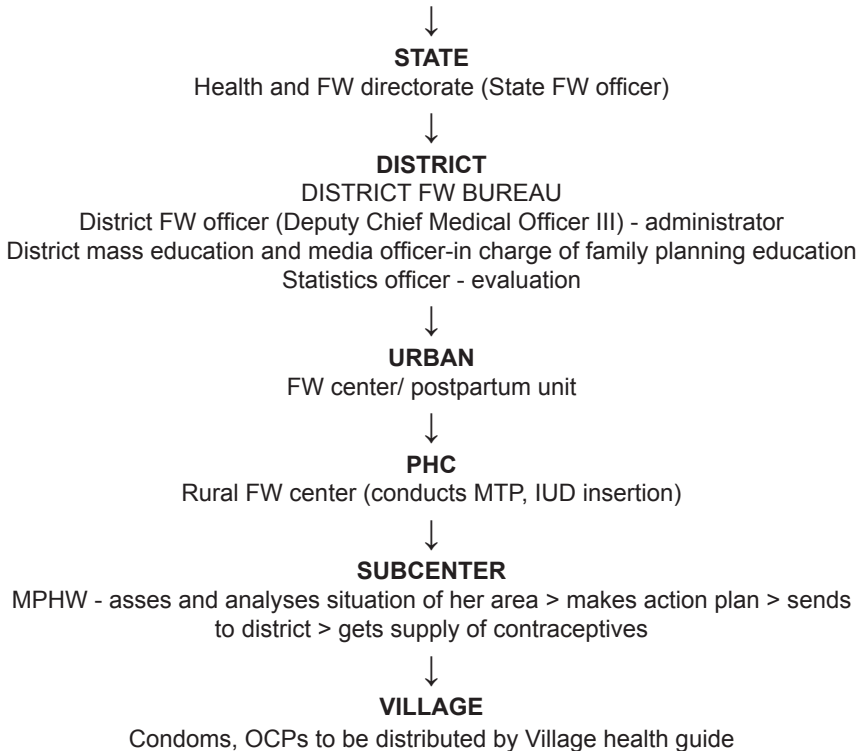 ↓
STATE
Health and FW directorate (State FW officer)
↓
DISTRICT
DISTRICT FW BUREAU
District FW officer (Deputy Chief Medical Officer III) - administrator
District mass education and media officer-in charge of family planning education
Statistics officer - evaluation
↓
URBAN
FW center/ postpartum unit
↓
PHC
Rural FW center (conducts MTP, IUD insertion)
↓
SUBCENTER
MPHW - asses and analyses situation of her area > makes action plan > sends
to district > gets supply of contraceptives
↓
VILLAGE
Condoms, OCPs to be distributed by Village health guide